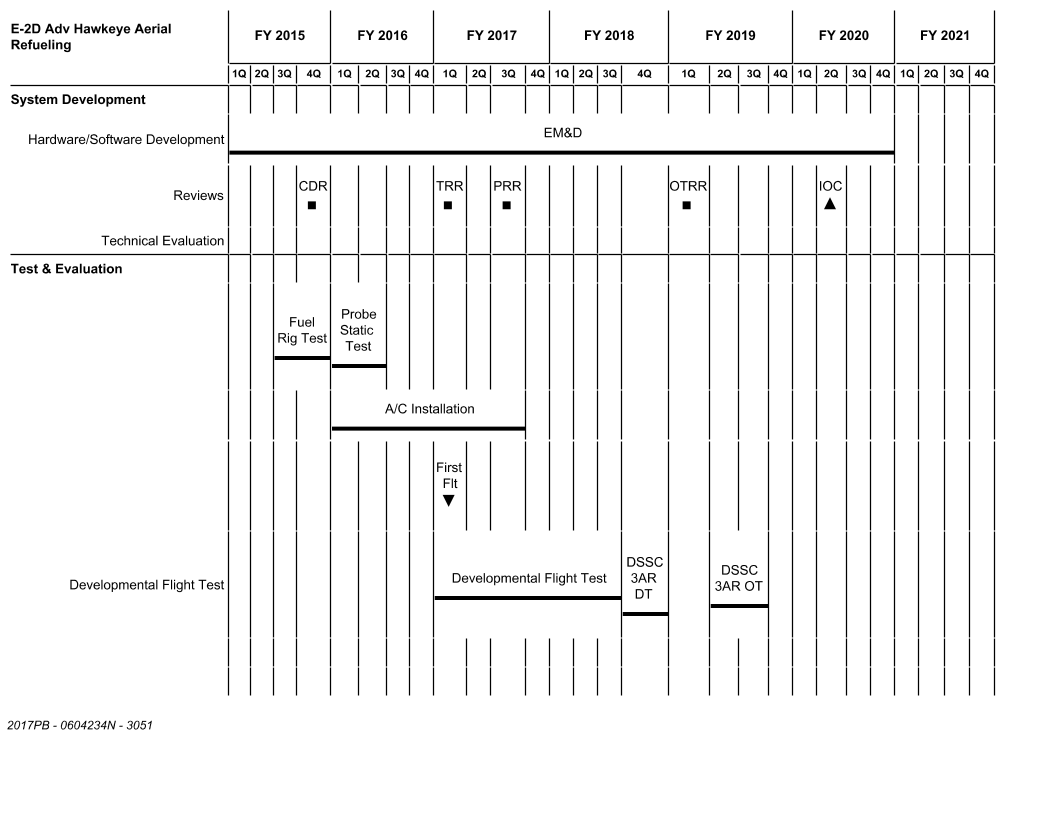 E-2D Adv Hawkeye Aerial
Refueling
FY 2015 FY 2016 FY 2017 FY 2018 FY 2019 FY 2020 FY 2021
1Q 2Q 3Q 4Q 1Q 2Q 3Q 4Q 1Q 2Q 3Q 4Q 1Q 2Q 3Q 4Q 1Q 2Q 3Q 4Q 1Q 2Q 3Q 4Q 1Q 2Q 3Q 4Q
System Development
Hardware/Software Development
EM&D
Reviews
CDR TRR PRR OTRR IOC
Technical Evaluation
Test & Evaluation
Fuel
Rig Test
Probe
Static
Test
A/C Installation
First
Flt
Developmental Flight Test
Developmental Flight Test
DSSC
3AR
DT
DSSC
3AR OT
2017PB - 0604234N - 3051